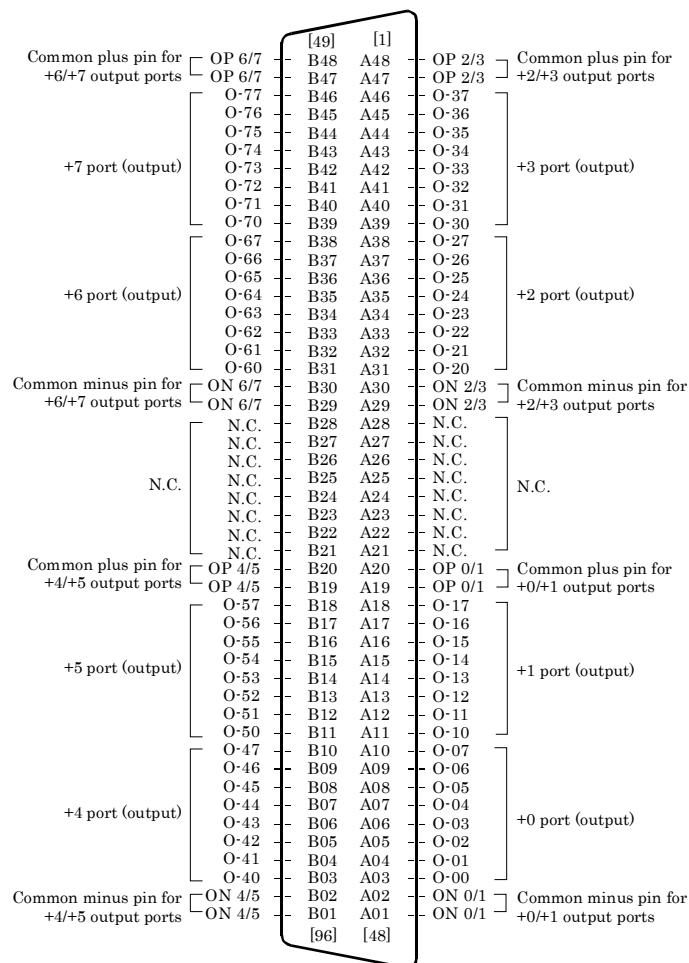 [49] [1]
Common plus pin for +6/+7 output ports OP 6/7 B48 A48 OP 2/3 Common plus pin for +2/+3 output ports
OP 6/7 B47 A47 OP 2/3
O-77 B46 A46 O-37
O-76 B45 A45 O-36
O-75 B44 A44 O-35
O-74 B43 A43 O-34
+7 port (output) O-73 B42 A42 O-33 +3 port (output)
O-72 B41 A41 O-32
O-71 B40 A40 O-31
O-70 B39 A39 O-30
O-67 B38 A38 O-27
O-66 B37 A37 O-26
O-65 B36 A36 O-25
+6 port (output) O-64 B35 A35 O-24 +2 port (output)
O-63 B34 A34 O-23
O-62 B33 A33 O-22
O-61 B32 A32 O-21
O-60 B31 A31 O-20
Common minus pin for +6/+7 output ports ON 6/7 B30 A30 ON 2/3 Common minus pin for +2/+3 output ports
ON 6/7 B29 A29 ON 2/3
N.C. B28 A28 N.C.
N.C. B27 A27 N.C.
N.C. B26 A26 N.C.
N.C. N.C. B25 A25 N.C. N.C.
N.C. B24 A24 N.C.
N.C. B23 A23 N.C.
N.C. B22 A22 N.C.
N.C. B21 A21 N.C.
Common plus pin for +4/+5 output ports OP 4/5 B20 A20 OP 0/1 Common plus pin for +0/+1 output ports
OP 4/5 B19 A19 OP 0/1
O-57 B18 A18 O-17
O-56 B17 A17 O-16
O-55 B16 A16 O-15
+5 port (output) O-54 B15 A15 O-14 +1 port (output)
O-53 B14 A14 O-13
O-52 B13 A13 O-12
O-51 B12 A12 O-11
O-50 B11 A11 O-10
O-47 B10 A10 O-07
O-46 B09 A09 O-06
O-45 B08 A08 O-05
+4 port (output) O-44 B07 A07 O-04 +0 port (output)
O-43 B06 A06 O-03
O-42 B05 A05 O-02
O-41 B04 A04 O-01
O-40 B03 A03 O-00
Common minus pin for +4/+5 output ports ON 4/5 B02 A02 ON 0/1 Common minus pin for +0/+1 output ports
ON 4/5 B01 A01 ON 0/1
[96] [48]